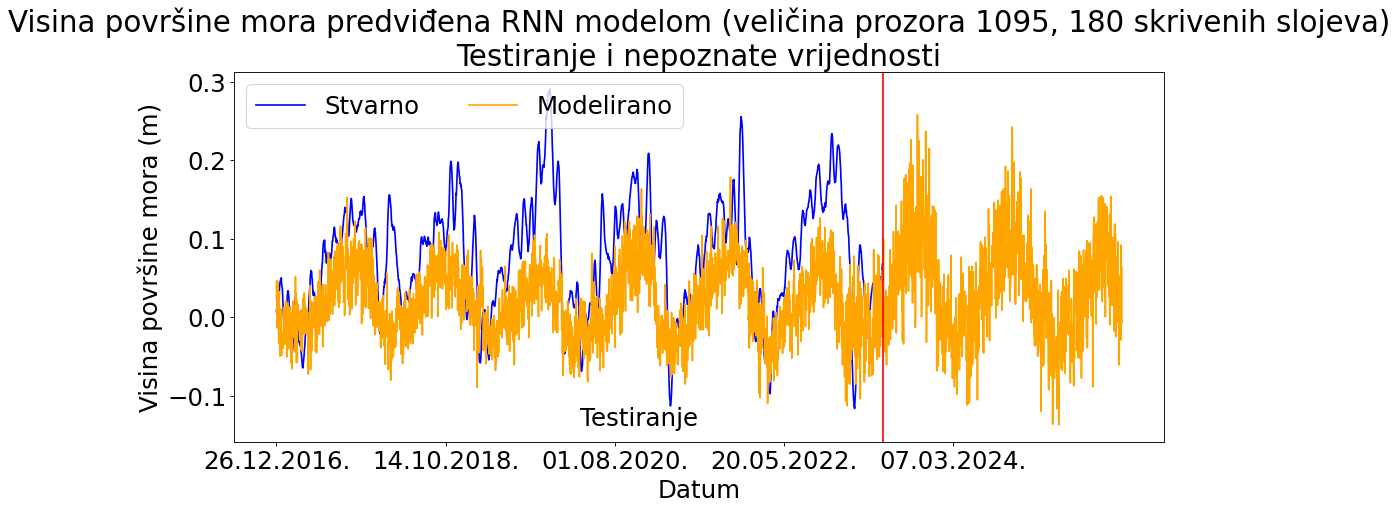 Visina površine mora predviđena RNN modelom (veličina prozora 1095, 180 skrivenih slojeva)
Testiranje i nepoznate vrijednosti
Stvarno
Modelirano
Visina površine mora (m)
0.3
0.2
0.1
0.0
−0.1
Testiranje
26.12.2016.
14.10.2018.
01.08.2020.
20.05.2022.
07.03.2024.
Datum